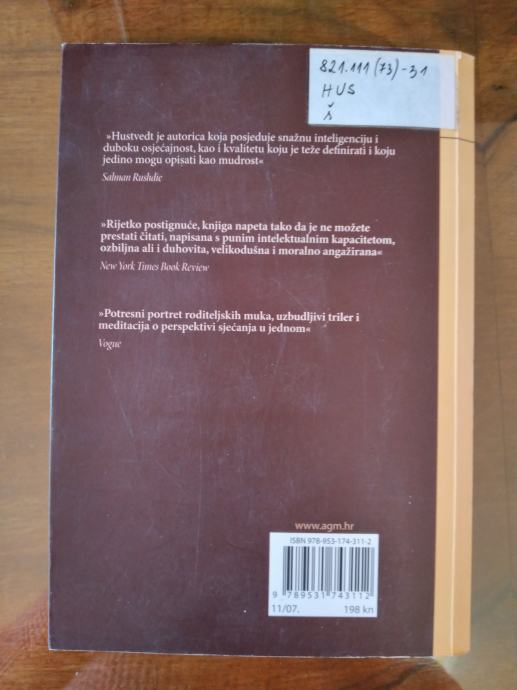 821.111(73)-31
HUS
š
»Hustvedt je autorica koja posjeduje snažnu inteligenciju i
duboku osjećajnost, kao i kvalitetu koju je teže definirati i koju
jedino mogu opisati kao mudrost«
Salman Rushdie
»Rijetko postignuće, knjiga napeta tako da je ne možete
prestati čitati, napisana s punim intelektualnim kapacitetom,
ozbiljna ali i duhovita, velikodušna i moralno angažirana«
New York Times Book Review
»Potresni portret roditeljskih muka, uzbudljivi triler i
meditacija o perspektivi sjećanja u jednom«
Vogue
www.agm.hr
ISBN 978-953-174-311-2
9 789531 743112
11/07. 198 kn